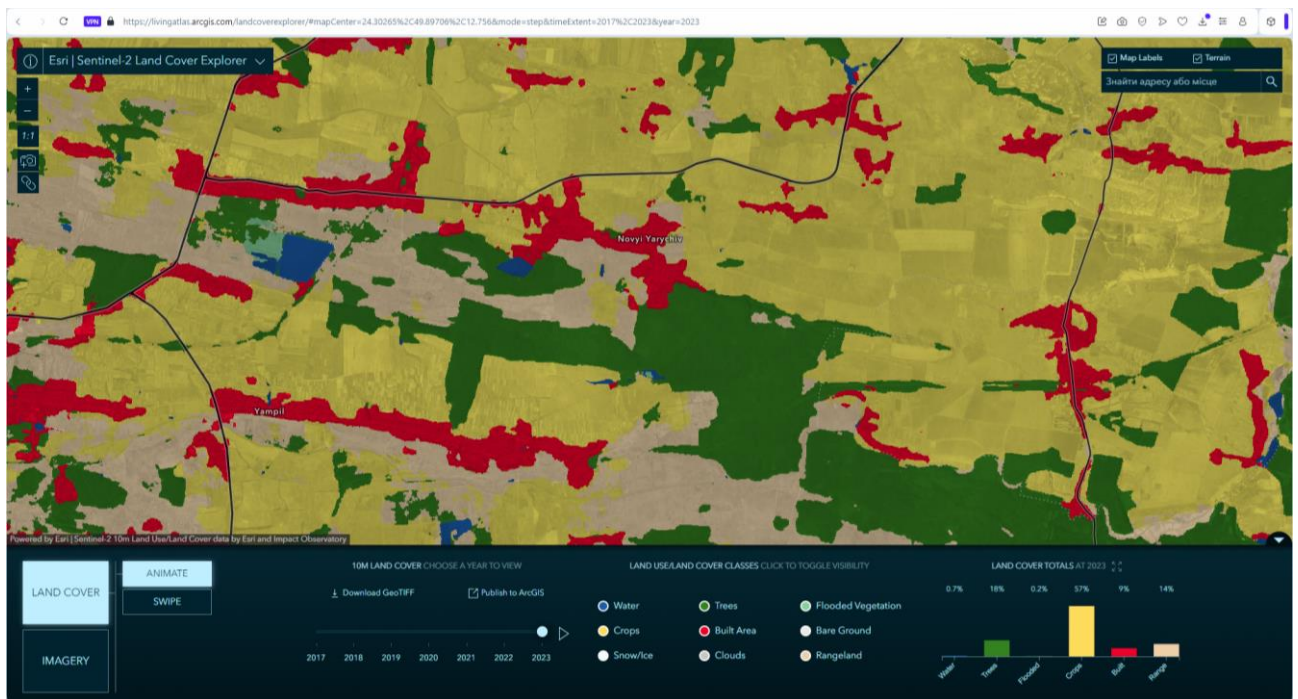 VPN https://livingatlas.arcgis.com/landcoverexplorer/#mapCenter=24.30265%2C49.89706%2C12.756&mode=step&timeExtent=2017%2C2023&year=2023
Esri | Sentinel-2 Land Cover Explorer
Map Labels Terrain
Знайти адресу або місце
+
−
1:1
Novyi Yarychiv
Yampil
Powered by Esri | Sentinel-2 10m Land Use/Land Cover data by Esri and Impact Observatory
LAND COVER
ANIMATE
SWIPE
IMAGERY
10M LAND COVER CHOOSE A YEAR TO VIEW
Download GeoTIFF Publish to ArcGIS
2017 2018 2019 2020 2021 2022 2023
LAND USE/LAND COVER CLASSES CLICK TO TOGGLE VISIBILITY
Water Trees Flooded Vegetation
Crops Built Area Bare Ground
Snow/Ice Clouds Rangeland
LAND COVER TOTALS AT 2023
0.7% 18% 0.2% 57% 9% 14%
Water Trees Flooded Crops Built Range